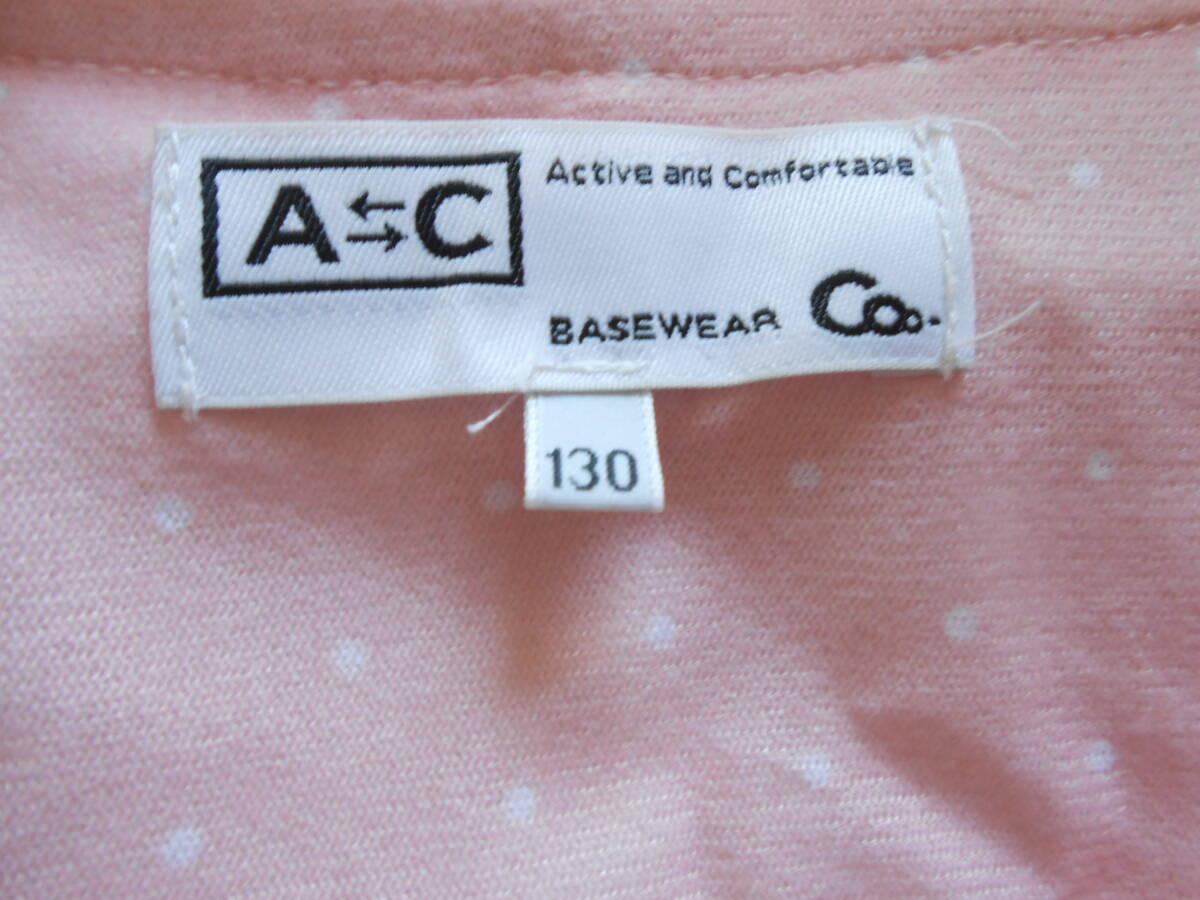 A⇆C
Active and Comfortable
BASEWEAR Co.
130